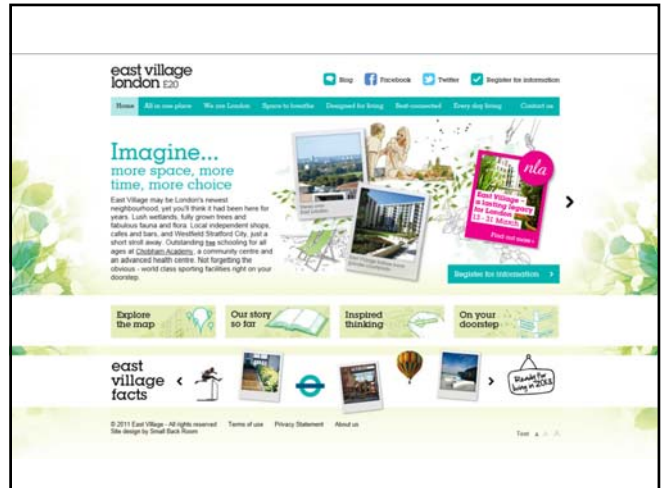 east village
london E20
Blog Facebook Twitter Register for information
Home All in one place We are London Space to breathe Designed for living Best-connected Every day living Contact us
Imagine...
more space, more
time, more choice
East Village may be London's newest
neighbourhood, yet you'll think it had been here for
years. Lush wetlands, fully grown trees and
fabulous fauna and flora. Local independent shops,
cafes and bars, and Westfield Stratford City, just a
short stroll away. Outstanding free schooling for all
ages at Chobham Academy, a community centre and
an advanced health centre. Not forgetting the
obvious - world class sporting facilities right on your
doorstep.
nla
East Village -
a lasting legacy
for London
12 - 31 March
Find out more >
Register for information >
Explore
the map
Our story
so far
Inspired
thinking
On your
doorstep
east
village
facts
Ready for
living in 2013
© 2011 East Village - All rights reserved Terms of use Privacy Statement About us
Site design by Small Back Room
Text A A A